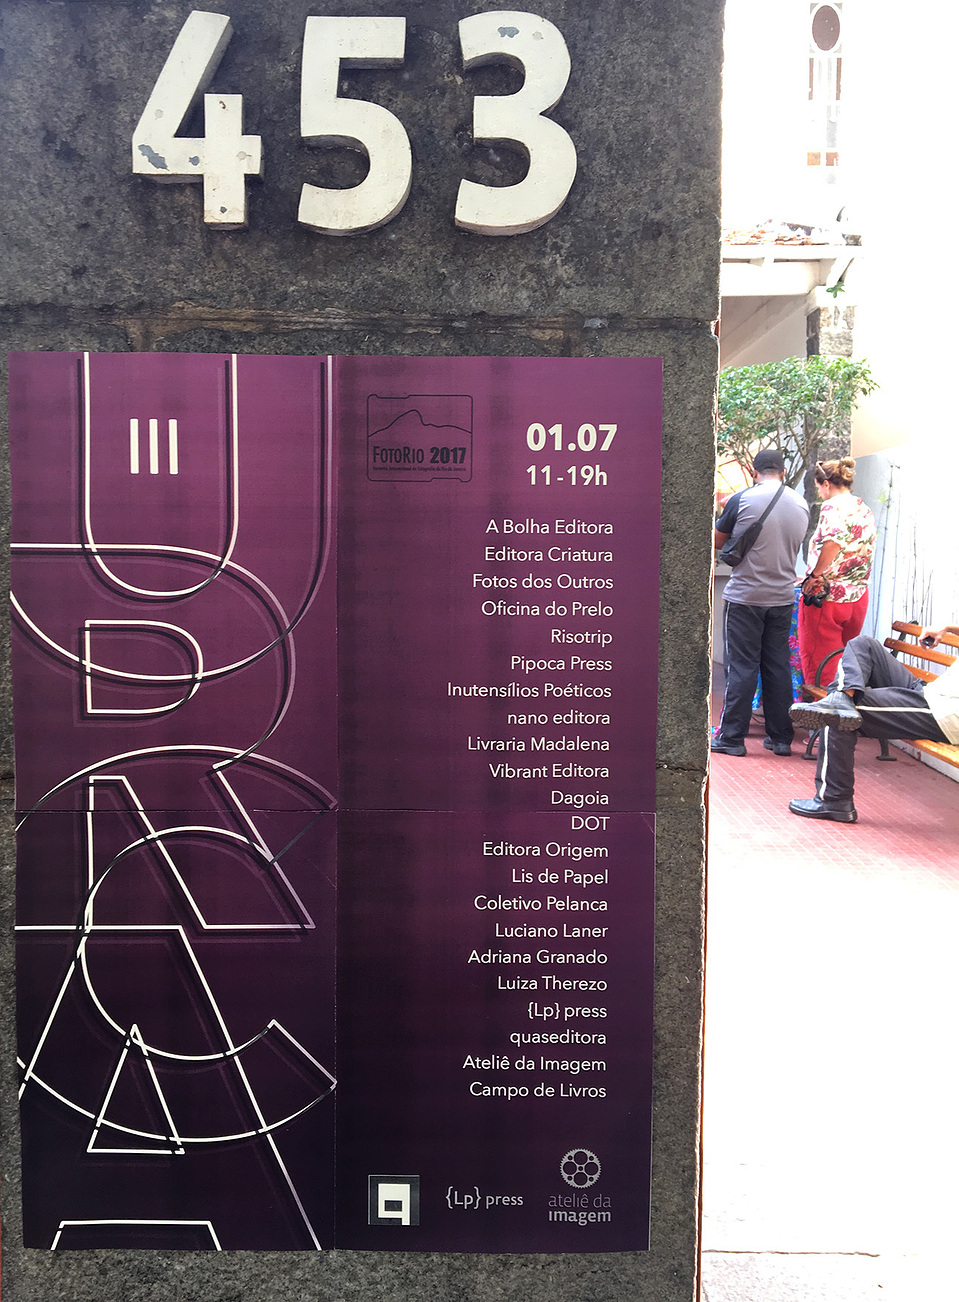 453
III
FOTORIO 2017
01.07
11-19h
A Bolha Editora
Editora Criatura
Fotos dos Outros
Oficina do Prelo
Risotrip
Pipoca Press
Inutensílios Poéticos
nano editora
Livraria Madalena
Vibrant Editora
Dagoia
DOT
Editora Origem
Lis de Papel
Coletivo Pelanca
Luciano Laner
Adriana Granado
Luiza Therezo
{Lp} press
quaseditora
Ateliê da Imagem
Campo de Livros
q
{Lp} press
ateliê da
imagem